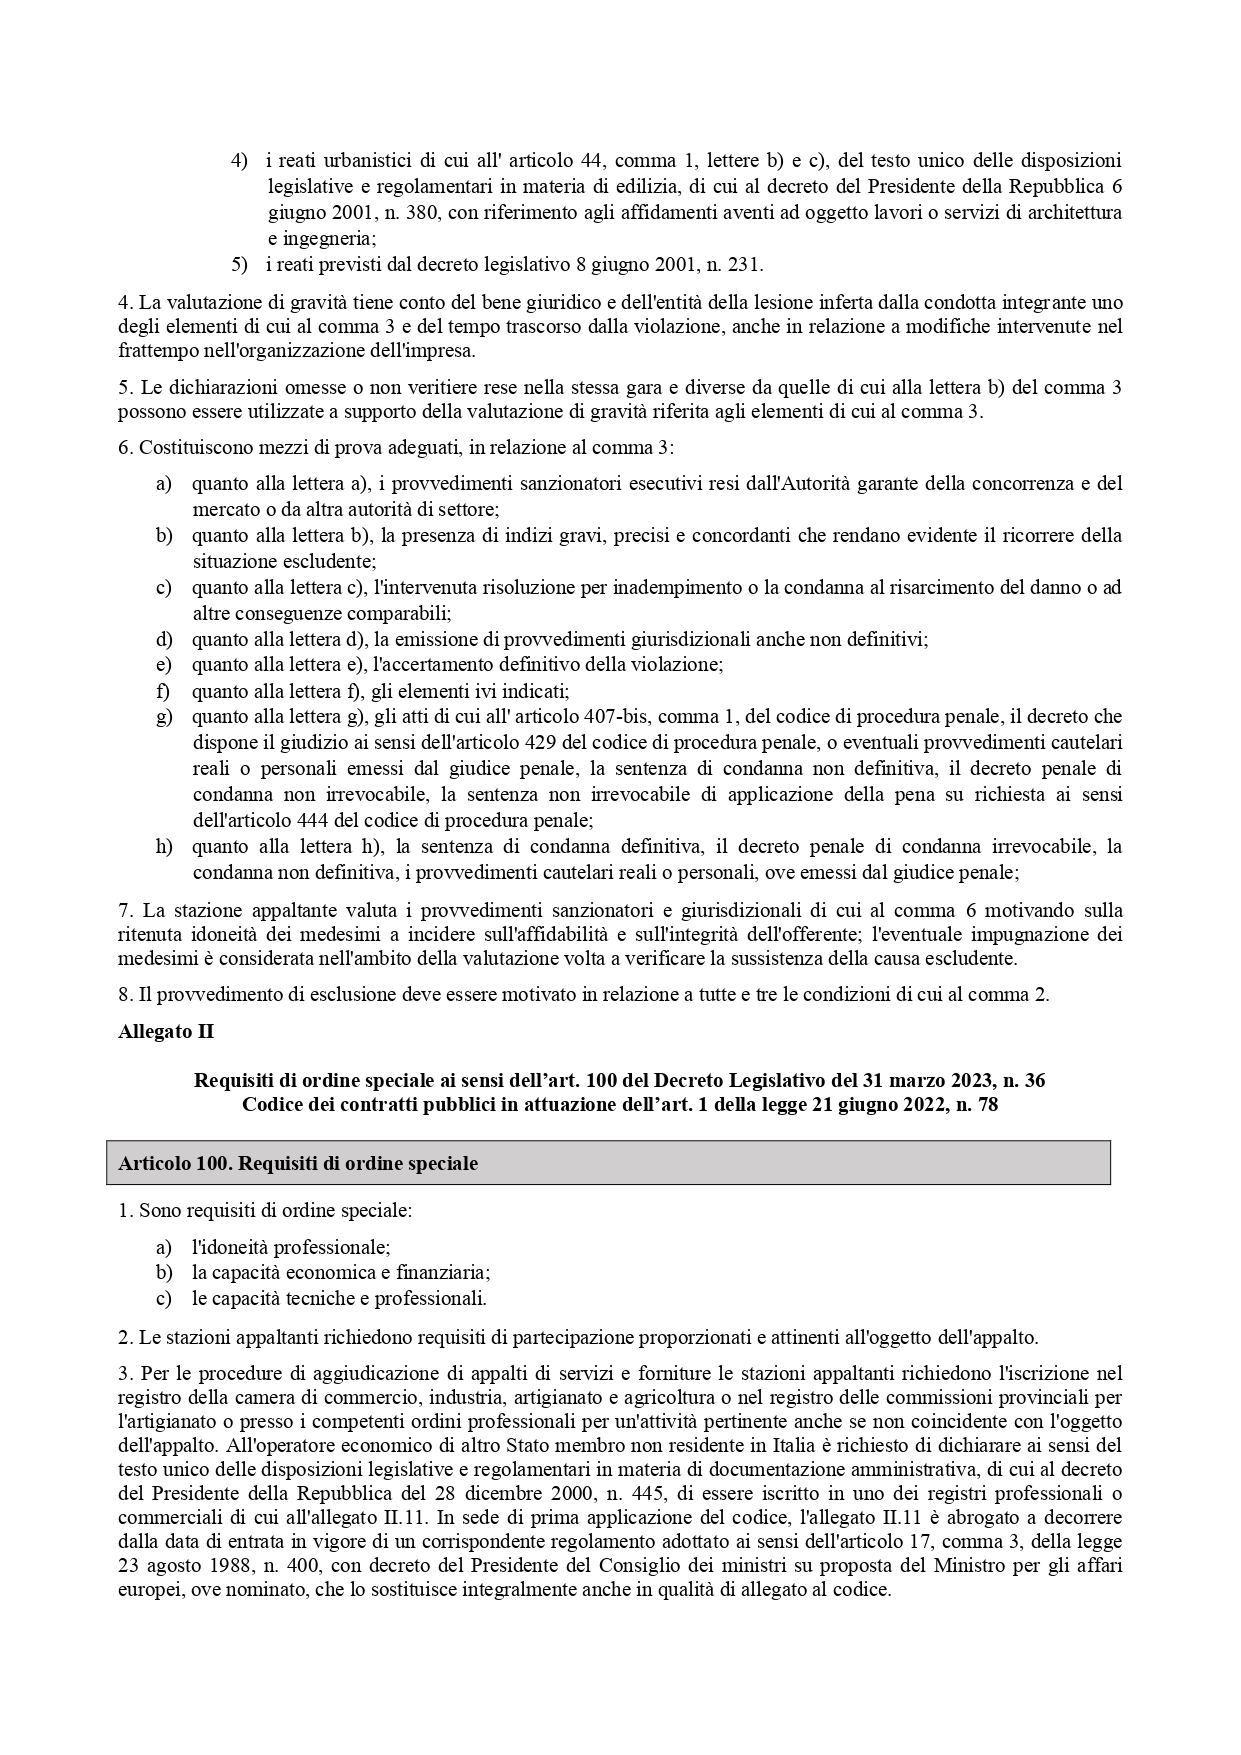 4) i reati urbanistici di cui all' articolo 44, comma 1, lettere b) e c), del testo unico delle disposizioni
legislative e regolamentari in materia di edilizia, di cui al decreto del Presidente della Repubblica 6
giugno 2001, n. 380, con riferimento agli affidamenti aventi ad oggetto lavori o servizi di architettura
e ingegneria;
5) i reati previsti dal decreto legislativo 8 giugno 2001, n. 231.
4. La valutazione di gravità tiene conto del bene giuridico e dell'entità della lesione inferta dalla condotta integrante uno
degli elementi di cui al comma 3 e del tempo trascorso dalla violazione, anche in relazione a modifiche intervenute nel
frattempo nell'organizzazione dell'impresa.
5. Le dichiarazioni omesse o non veritiere rese nella stessa gara e diverse da quelle di cui alla lettera b) del comma 3
possono essere utilizzate a supporto della valutazione di gravità riferita agli elementi di cui al comma 3.
6. Costituiscono mezzi di prova adeguati, in relazione al comma 3:
a) quanto alla lettera a), i provvedimenti sanzionatori esecutivi resi dall'Autorità garante della concorrenza e del
mercato o da altra autorità di settore;
b) quanto alla lettera b), la presenza di indizi gravi, precisi e concordanti che rendano evidente il ricorrere della
situazione escludente;
c) quanto alla lettera c), l'intervenuta risoluzione per inadempimento o la condanna al risarcimento del danno o ad
altre conseguenze comparabili;
d) quanto alla lettera d), la emissione di provvedimenti giurisdizionali anche non definitivi;
e) quanto alla lettera e), l'accertamento definitivo della violazione;
f) quanto alla lettera f), gli elementi ivi indicati;
g) quanto alla lettera g), gli atti di cui all' articolo 407-bis, comma 1, del codice di procedura penale, il decreto che
dispone il giudizio ai sensi dell'articolo 429 del codice di procedura penale, o eventuali provvedimenti cautelari
reali o personali emessi dal giudice penale, la sentenza di condanna non definitiva, il decreto penale di
condanna non irrevocabile, la sentenza non irrevocabile di applicazione della pena su richiesta ai sensi
dell'articolo 444 del codice di procedura penale;
h) quanto alla lettera h), la sentenza di condanna definitiva, il decreto penale di condanna irrevocabile, la
condanna non definitiva, i provvedimenti cautelari reali o personali, ove emessi dal giudice penale;
7. La stazione appaltante valuta i provvedimenti sanzionatori e giurisdizionali di cui al comma 6 motivando sulla
ritenuta idoneità dei medesimi a incidere sull'affidabilità e sull'integrità dell'offerente; l'eventuale impugnazione dei
medesimi è considerata nell'ambito della valutazione volta a verificare la sussistenza della causa escludente.
8. Il provvedimento di esclusione deve essere motivato in relazione a tutte e tre le condizioni di cui al comma 2.
Allegato II
Requisiti di ordine speciale ai sensi dell’art. 100 del Decreto Legislativo del 31 marzo 2023, n. 36
Codice dei contratti pubblici in attuazione dell’art. 1 della legge 21 giugno 2022, n. 78
Articolo 100. Requisiti di ordine speciale
1. Sono requisiti di ordine speciale:
a) l'idoneità professionale;
b) la capacità economica e finanziaria;
c) le capacità tecniche e professionali.
2. Le stazioni appaltanti richiedono requisiti di partecipazione proporzionati e attinenti all'oggetto dell'appalto.
3. Per le procedure di aggiudicazione di appalti di servizi e forniture le stazioni appaltanti richiedono l'iscrizione nel
registro della camera di commercio, industria, artigianato e agricoltura o nel registro delle commissioni provinciali per
l'artigianato o presso i competenti ordini professionali per un'attività pertinente anche se non coincidente con l'oggetto
dell'appalto. All'operatore economico di altro Stato membro non residente in Italia è richiesto di dichiarare ai sensi del
testo unico delle disposizioni legislative e regolamentari in materia di documentazione amministrativa, di cui al decreto
del Presidente della Repubblica del 28 dicembre 2000, n. 445, di essere iscritto in uno dei registri professionali o
commerciali di cui all'allegato II.11. In sede di prima applicazione del codice, l'allegato II.11 è abrogato a decorrere
dalla data di entrata in vigore di un corrispondente regolamento adottato ai sensi dell'articolo 17, comma 3, della legge
23 agosto 1988, n. 400, con decreto del Presidente del Consiglio dei ministri su proposta del Ministro per gli affari
europei, ove nominato, che lo sostituisce integralmente anche in qualità di allegato al codice.